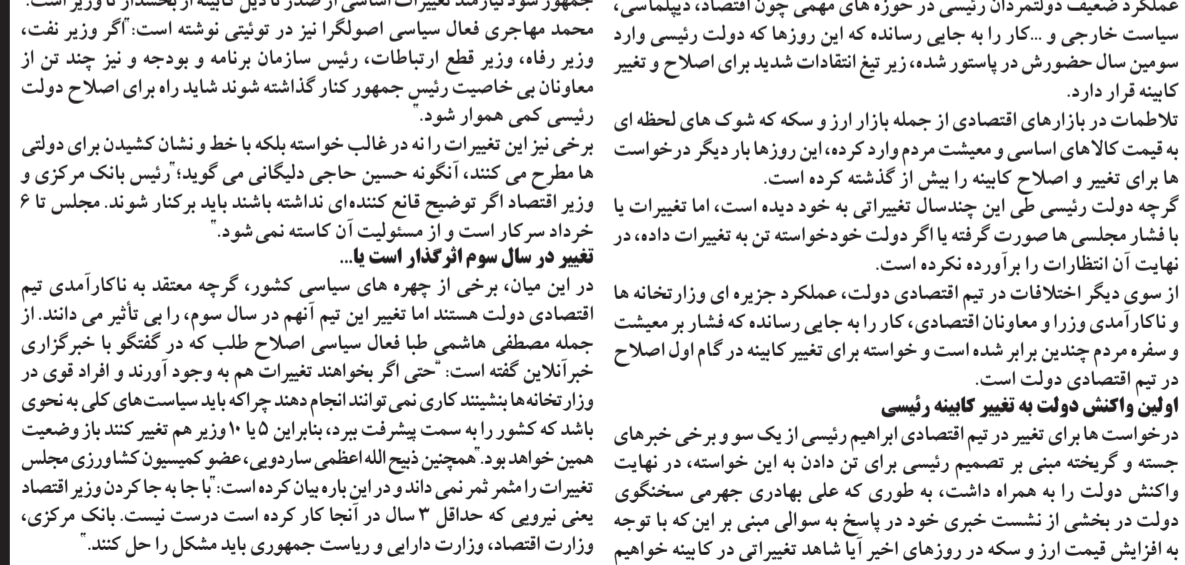 عملکرد ضعیف دولتمردان رئیسی در حوزه های مهمی چون اقتصاد، دیپلماسی،
سیاست خارجی و ...کار را به جایی رسانده که این روزها که دولت رئیسی وارد
سومین سال حضورش در پاستور شده، زیر تیغ انتقادات شدید برای اصلاح و تغییر
کابینه قرار دارد.
تلاطمات در بازارهای اقتصادی از جمله بازار ارز و سکه که شوک های لحظه ای
به قیمت کالاهای اساسی و معیشت مردم وارد کرده،این روزها بار دیگر درخواست
ها برای تغییر و اصلاح کابینه را بیش از گذشته کرده است.
گرچه دولت رئیسی طی این چندسال تغییراتی به خود دیده است، اما تغییرات یا
با فشار مجلسی ها صورت گرفته یا اگر دولت خودخواسته تن به تغییرات داده، در
نهایت آن انتظارات را برآورده نکرده است.
از سوی دیگر اختلافات در تیم اقتصادی دولت، عملکرد جزیره ای وزارتخانه ها
و ناکارآمدی وزرا و معاونان اقتصادی، کار را به جایی رسانده که فشار بر معیشت
و سفره مردم چندین برابر شده است و خواسته برای تغییر کابینه در گام اول اصلاح
در تیم اقتصادی دولت است.
اولین واکنش دولت به تغییر کابینه رئیسی
درخواست ها برای تغییر در تیم اقتصادی ابراهیم رئیسی از یک سو و برخی خبرهای
جسته و گریخته مبنی بر تصمیم رئیسی برای تن دادن به این خواسته، در نهایت
واکنش دولت را به همراه داشت، به طوری که علی بهادری جهرمی سخنگوی
دولت در بخشی از نشست خبری خود در پاسخ به سوالی مبنی بر این‌که با توجه
به افزایش قیمت ارز و سکه در روزهای اخیر آیا شاهد تغییراتی در کابینه خواهیم
جمهور شود نیازمند تغییرات اساسی از صدر تا ذیل کابینه از بخشدار تا وزیر است.
محمد مهاجری فعال سیاسی اصولگرا نیز در توئیتی نوشته است:"اگر وزیر نفت،
وزیر رفاه، وزیر قطع ارتباطات، رئیس سازمان برنامه و بودجه و نیز چند تن از
معاونان بی خاصیت رئیس جمهور کنار گذاشته شوند شاید راه برای اصلاح دولت
رئیسی کمی هموار شود."
برخی نیز این تغییرات را نه در غالب خواسته بلکه با خط و نشان کشیدن برای دولتی
ها مطرح می کنند، آنگونه حسین حاجی دلیگانی می گوید؛"رئیس بانک مرکزی و
وزیر اقتصاد اگر توضیح قانع کننده‌ای نداشته باشند باید برکنار شوند. مجلس تا ۶
خرداد سرکار است و از مسئولیت آن کاسته نمی شود."
تغییر در سال سوم اثرگذار است یا...
در این میان، برخی از چهره های سیاسی کشور، گرچه معتقد به ناکارآمدی تیم
اقتصادی دولت هستند اما تغییر این تیم آنهم در سال سوم، را بی تأثیر می دانند. از
جمله مصطفی هاشمی طبا فعال سیاسی اصلاح طلب که در گفتگو با خبرگزاری
خبرآنلاین گفته است: "حتی اگر بخواهند تغییرات هم به وجود آورند و افراد قوی در
وزارتخانه‌ها بنشینند کاری نمی‌توانند انجام دهند چراکه باید سیاست‌های کلی به نحوی
باشد که کشور را به سمت پیشرفت ببرد، بنابراین ۵ یا ۱۰ وزیر هم تغییر کنند باز وضعیت
همین خواهد بود."همچنین ذبیح الله اعظمی ساردویی،عضو کمیسیون کشاورزی مجلس
تغییرات را مثمر ثمر نمی داند و در این باره بیان کرده است:"با جا به جا کردن وزیر اقتصاد
یعنی نیرویی که حداقل ۳ سال در آنجا کار کرده است درست نیست. بانک مرکزی،
وزارت اقتصاد، وزارت دارایی و ریاست جمهوری باید مشکل را حل کنند."